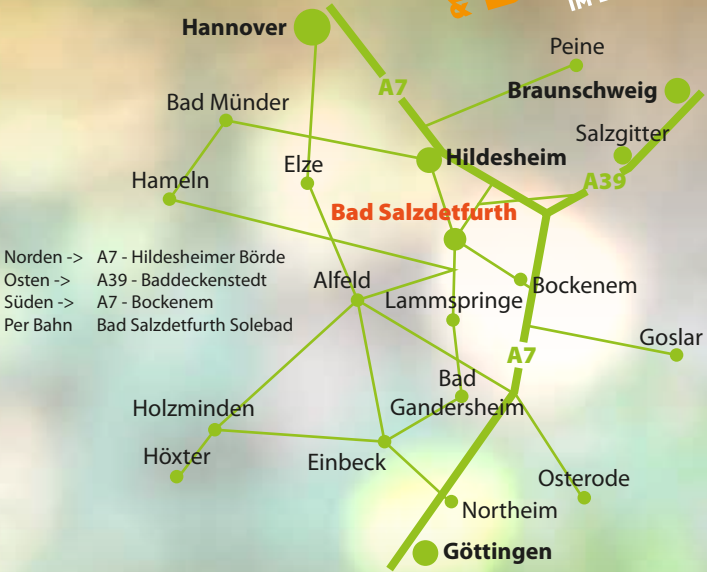 &
IM
Hannover
Peine
A7
Braunschweig
Bad Münder
Salzgitter
Elze
Hildesheim
Hameln
A39
Bad Salzdetfurth
Norden -> A7 - Hildesheimer Börde
Osten -> A39 - Baddeckenstedt
Süden -> A7 - Bockenem
Per Bahn Bad Salzdetfurth Solebad
Alfeld
Bockenem
Lammspringe
Goslar
A7
Bad
Gandersheim
Holzminden
Höxter
Einbeck
Osterode
Northeim
Göttingen